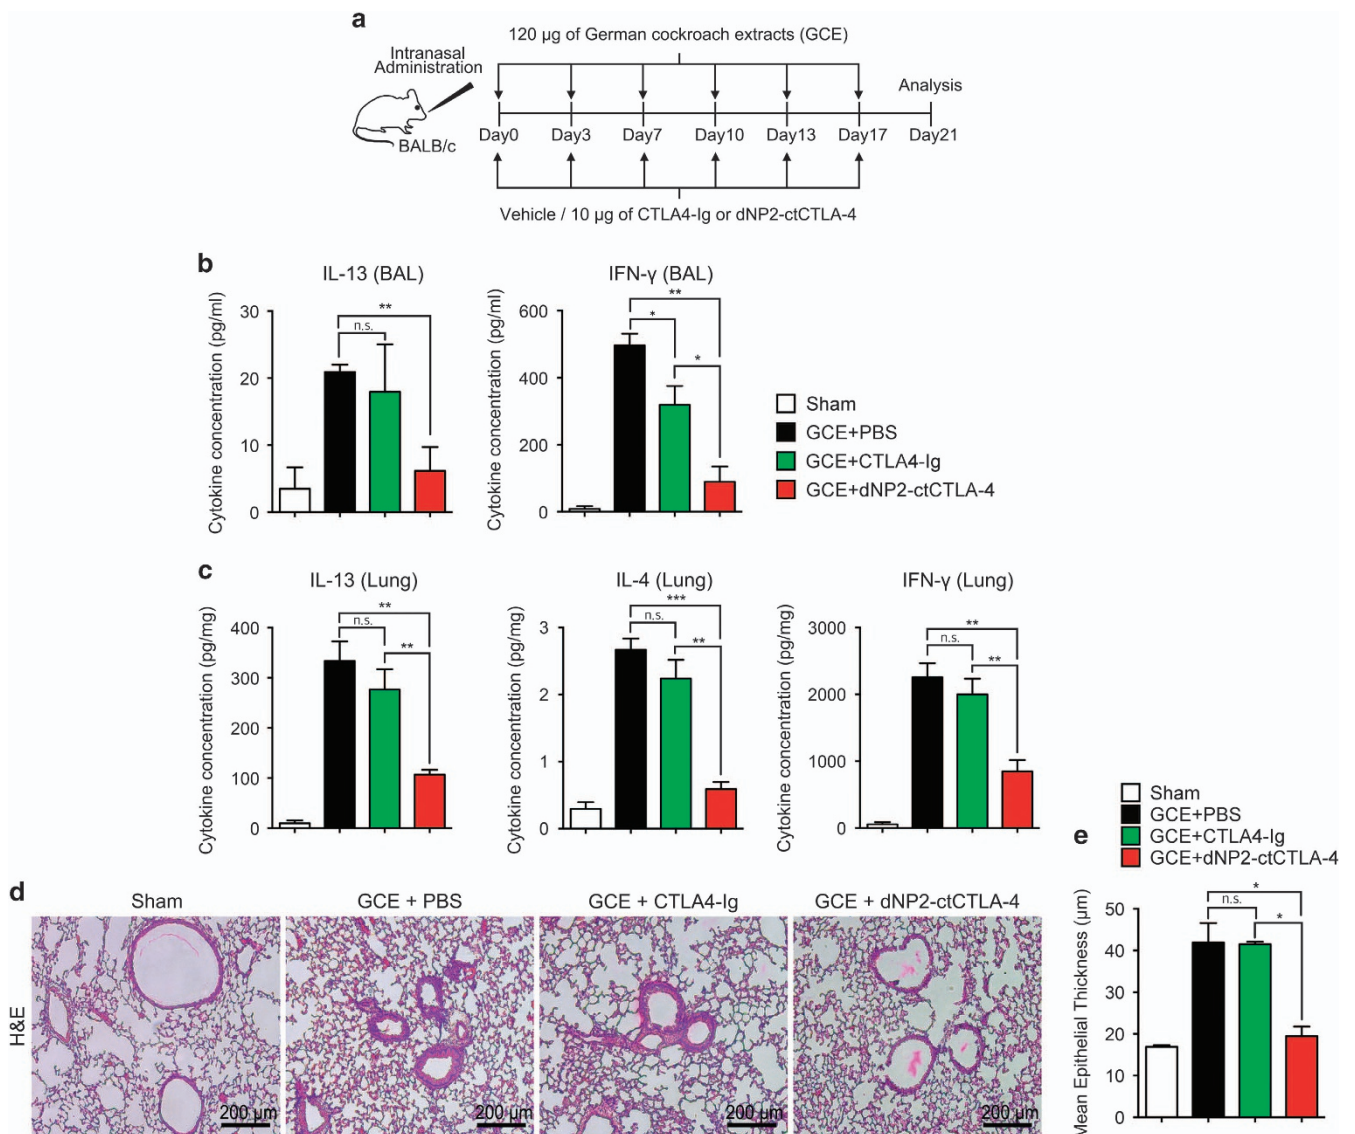 a
120 µg of German cockroach extracts (GCE)
Intranasal
Administration
Analysis
BALB/c
Day0 Day3 Day7 Day10 Day13 Day17 Day21
Vehicle / 10 µg of CTLA4-Ig or dNP2-ctCTLA-4
b
IL-13 (BAL)
Cytokine concentration (pg/ml)
30
20
10
0
**
n.s.
IFN-γ (BAL)
Cytokine concentration (pg/ml)
600
400
200
0
**
*
*
Sham
GCE+PBS
GCE+CTLA4-Ig
GCE+dNP2-ctCTLA-4
c
IL-13 (Lung)
Cytokine concentration (pg/mg)
400
300
200
100
0
**
n.s.
**
IL-4 (Lung)
Cytokine concentration (pg/mg)
3
2
1
0
***
n.s.
**
IFN-γ (Lung)
Cytokine concentration (pg/mg)
3000
2000
1000
0
**
n.s.
**
d
Sham
GCE + PBS
GCE + CTLA4-Ig
GCE + dNP2-ctCTLA-4
H&E
200 µm
200 µm
200 µm
200 µm
e
Sham
GCE+PBS
GCE+CTLA4-Ig
GCE+dNP2-ctCTLA-4
Mean Epithelial Thickness (µm)
50
40
30
20
10
0
*
n.s.
*